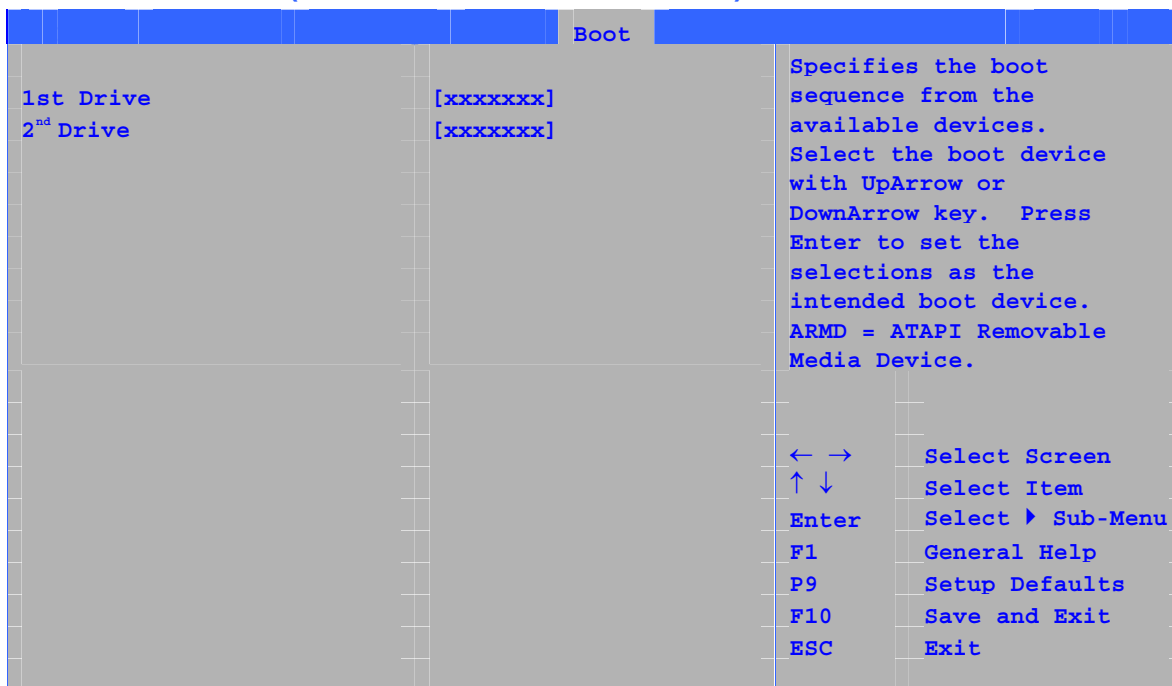 Boot
1st Drive [xxxxxxx]
2nd Drive [xxxxxxx]
Specifies the boot
sequence from the
available devices.
Select the boot device
with UpArrow or
DownArrow key. Press
Enter to set the
selections as the
intended boot device.
ARMD = ATAPI Removable
Media Device.
← → Select Screen
↑ ↓ Select Item
Enter Select ▶ Sub-Menu
F1 General Help
P9 Setup Defaults
F10 Save and Exit
ESC Exit